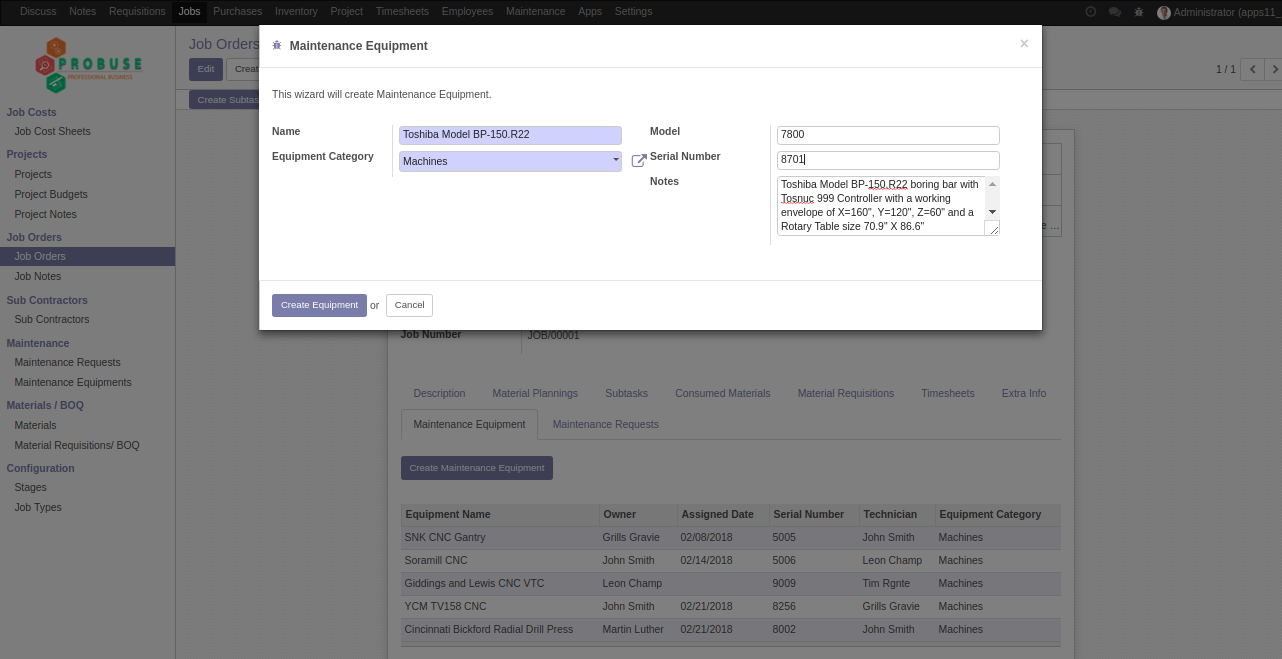 Discuss Notes Requisitions Jobs Purchases Inventory Project Timesheets Employees Maintenance Apps Settings
Administrator (apps11_
PROBUSE
PROFESSIONAL BUSINESS
Job Costs
Job Cost Sheets
Projects
Projects
Project Budgets
Project Notes
Job Orders
Job Orders
Job Notes
Sub Contractors
Sub Contractors
Maintenance
Maintenance Requests
Maintenance Equipments
Materials / BOQ
Materials
Material Requisitions/ BOQ
Configuration
Stages
Job Types
Job Orders
Edit Creat
1 / 1
Create Subtas
Maintenance Equipment ×
This wizard will create Maintenance Equipment.
Name Toshiba Model BP-150.R22
Equipment Category Machines
Model 7800
Serial Number 8701
Notes
Toshiba Model BP-150.R22 boring bar with
Tosnuc 999 Controller with a working
envelope of X=160", Y=120", Z=60" and a
Rotary Table size 70.9" X 86.6"
Create Equipment or Cancel
e ...
Job Number JOB/00001
Description Material Plannings Subtasks Consumed Materials Material Requisitions Timesheets Extra Info
Maintenance Equipment Maintenance Requests
Create Maintenance Equipment
Equipment Name Owner Assigned Date Serial Number Technician Equipment Category
SNK CNC Gantry Grills Gravie 02/08/2018 5005 John Smith Machines
Soramill CNC John Smith 02/14/2018 5006 Leon Champ Machines
Giddings and Lewis CNC VTC Leon Champ 9009 Tim Rgnte Machines
YCM TV158 CNC John Smith 02/21/2018 8256 Grills Gravie Machines
Cincinnati Bickford Radial Drill Press Martin Luther 02/21/2018 8002 John Smith Machines